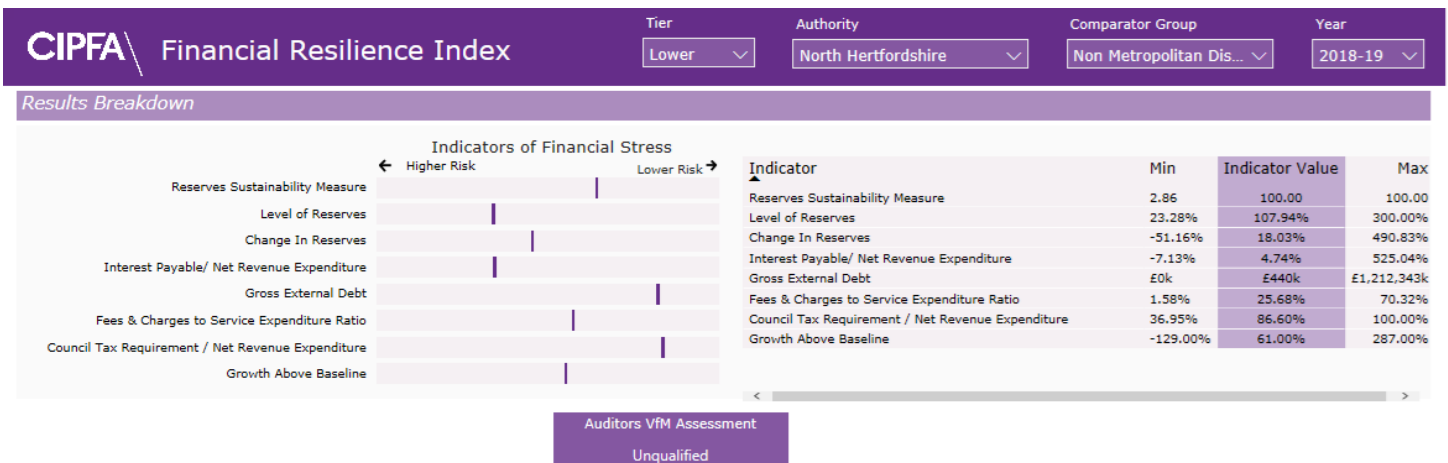 Tier Authority Comparator Group Year
CIPFA\ Financial Resilience Index
Lower North Hertfordshire Non Metropolitan Dis... 2018-19
Results Breakdown
Indicators of Financial Stress
← Higher Risk Lower Risk →
Reserves Sustainability Measure
Level of Reserves
Change In Reserves
Interest Payable/ Net Revenue Expenditure
Gross External Debt
Fees & Charges to Service Expenditure Ratio
Council Tax Requirement / Net Revenue Expenditure
Growth Above Baseline
Indicator Min Indicator Value Max
Reserves Sustainability Measure 2.86 100.00 100.00
Level of Reserves 23.28% 107.94% 300.00%
Change In Reserves -51.16% 18.03% 490.83%
Interest Payable/ Net Revenue Expenditure -7.13% 4.74% 525.04%
Gross External Debt £0k £440k £1,212,343k
Fees & Charges to Service Expenditure Ratio 1.58% 25.68% 70.32%
Council Tax Requirement / Net Revenue Expenditure 36.95% 86.60% 100.00%
Growth Above Baseline -129.00% 61.00% 287.00%
Auditors VfM Assessment
Unqualified